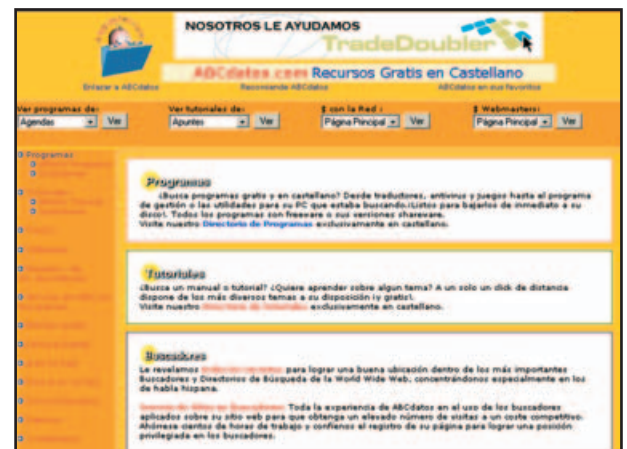 NOSOTROS LE AYUDAMOS
TradeDoubler
ABCdatos.com Recursos Gratis en Castellano
Enlazar a ABCdatos Recomiende ABCdatos ABCdatos en sus favoritos
Ver programas de: Ver tutoriales de: $ con la Red : $ Webmasters:
Agendas Ver Apuntes Ver Página Principal Ver Página Principal Ver
Programas
Programas
¿Busca programas gratis y en castellano? Desde traductores, antivirus y juegos hasta el programa
de gestión o las utilidades para su PC que estaba buscando.¡Listos para bajarlos de inmediato a su
disco!. Todos los programas son freeware o sus versiones shareware.
Visite nuestro Directorio de Programas exclusivamente en castellano.
Tutoriales
¿Busca un manual o tutorial? ¿Quiere aprender sobre algun tema? A un solo un click de distancia
dispone de los más diversos temas a su disposición ¡y gratis!.
Visite nuestro exclusivamente en castellano.
Buscadores
Le revelamos para lograr una buena ubicación dentro de los más importantes
Buscadores y Directorios de Búsqueda de la World Wide Web, concentrándonos especialmente en los
de habla hispana.
Toda la experiencia de ABCdatos en el uso de los buscadores
aplicados sobre su sitio web para que obtenga un elevado número de visitas a un coste competitivo.
Ahórrese cientos de horas de trabajo y confíenos el registro de su página para lograr una posición
privilegiada en los buscadores.